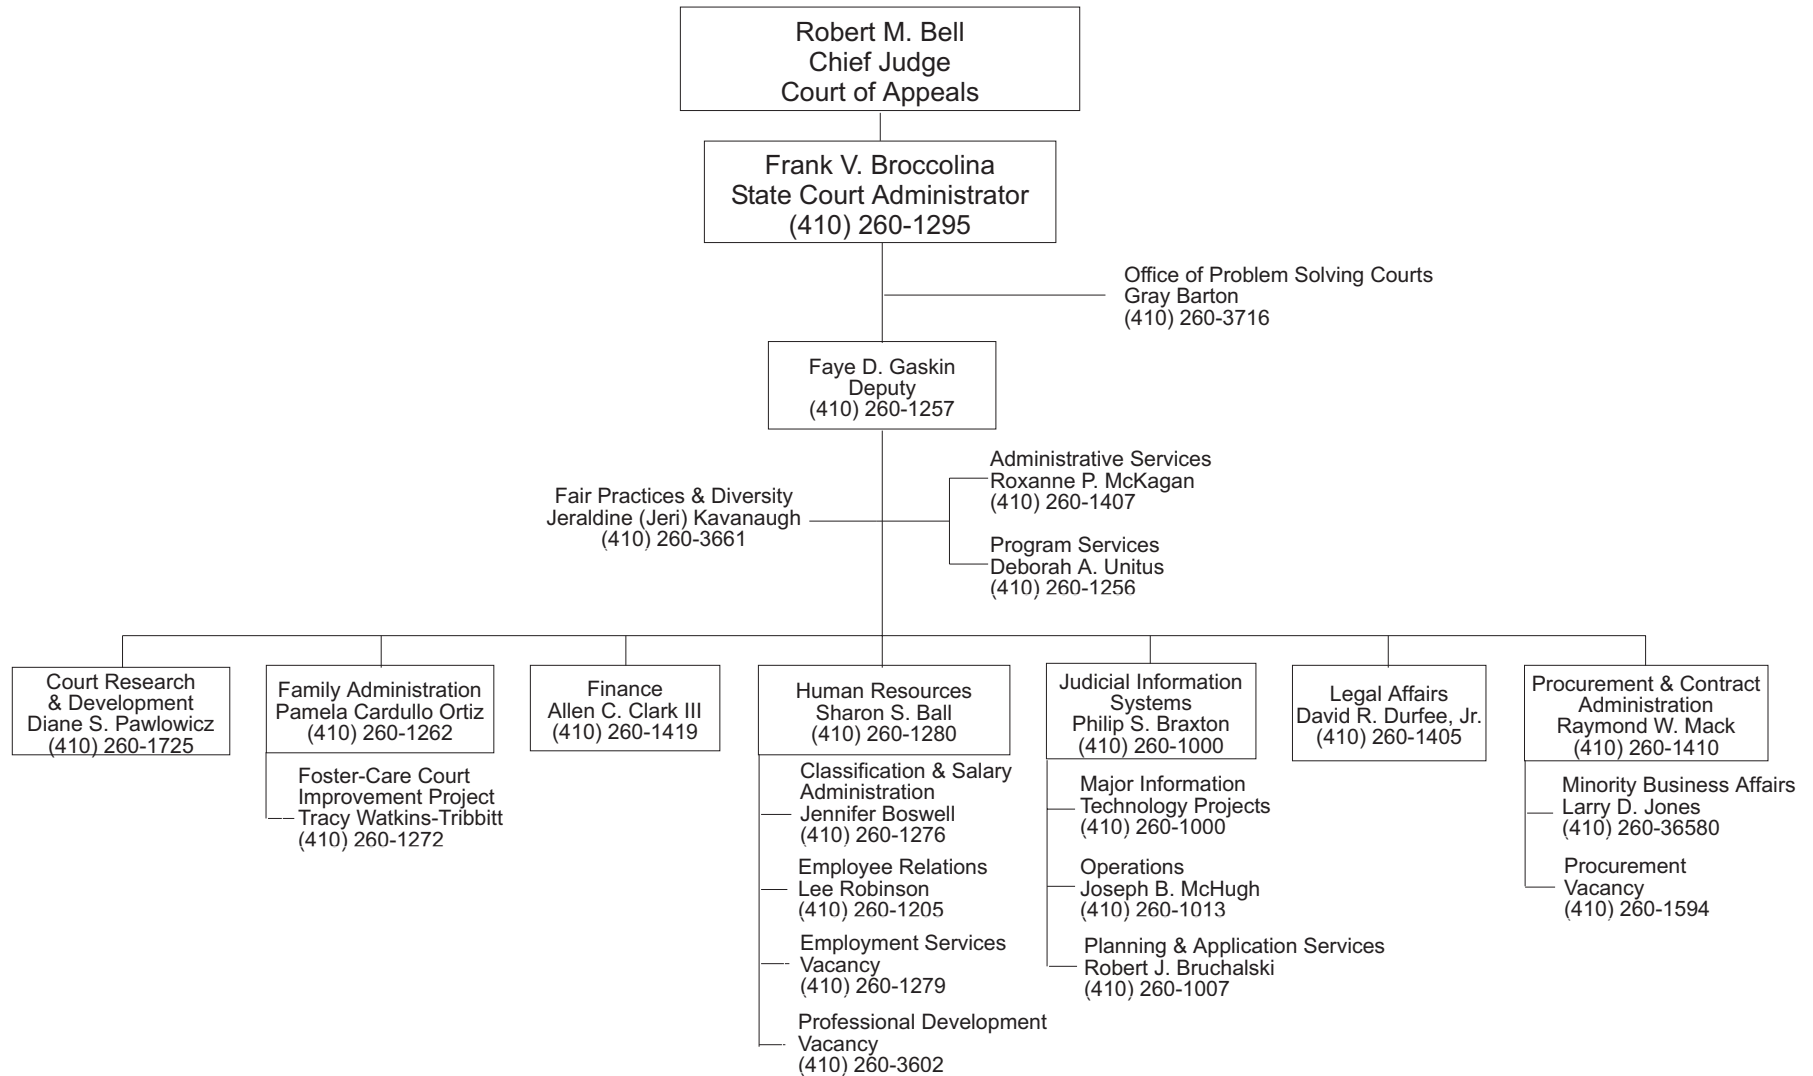 Robert M. Bell
Chief Judge
Court of Appeals
Frank V. Broccolina
State Court Administrator
(410) 260-1295
Office of Problem Solving Courts
Gray Barton
(410) 260-3716
Faye D. Gaskin
Deputy
(410) 260-1257
Fair Practices & Diversity
Jeraldine (Jeri) Kavanaugh
(410) 260-3661
Administrative Services
Roxanne P. McKagan
(410) 260-1407
Program Services
Deborah A. Unitus
(410) 260-1256
Court Research
& Development
Diane S. Pawlowicz
(410) 260-1725
Family Administration
Pamela Cardullo Ortiz
(410) 260-1262
Foster-Care Court
Improvement Project
Tracy Watkins-Tribbitt
(410) 260-1272
Finance
Allen C. Clark III
(410) 260-1419
Human Resources
Sharon S. Ball
(410) 260-1280
Classification & Salary
Administration
Jennifer Boswell
(410) 260-1276
Employee Relations
Lee Robinson
(410) 260-1205
Employment Services
Vacancy
(410) 260-1279
Professional Development
Vacancy
(410) 260-3602
Judicial Information
Systems
Philip S. Braxton
(410) 260-1000
Major Information
Technology Projects
(410) 260-1000
Operations
Joseph B. McHugh
(410) 260-1013
Planning & Application Services
Robert J. Bruchalski
(410) 260-1007
Legal Affairs
David R. Durfee, Jr.
(410) 260-1405
Procurement & Contract
Administration
Raymond W. Mack
(410) 260-1410
Minority Business Affairs
Larry D. Jones
(410) 260-36580
Procurement
Vacancy
(410) 260-1594